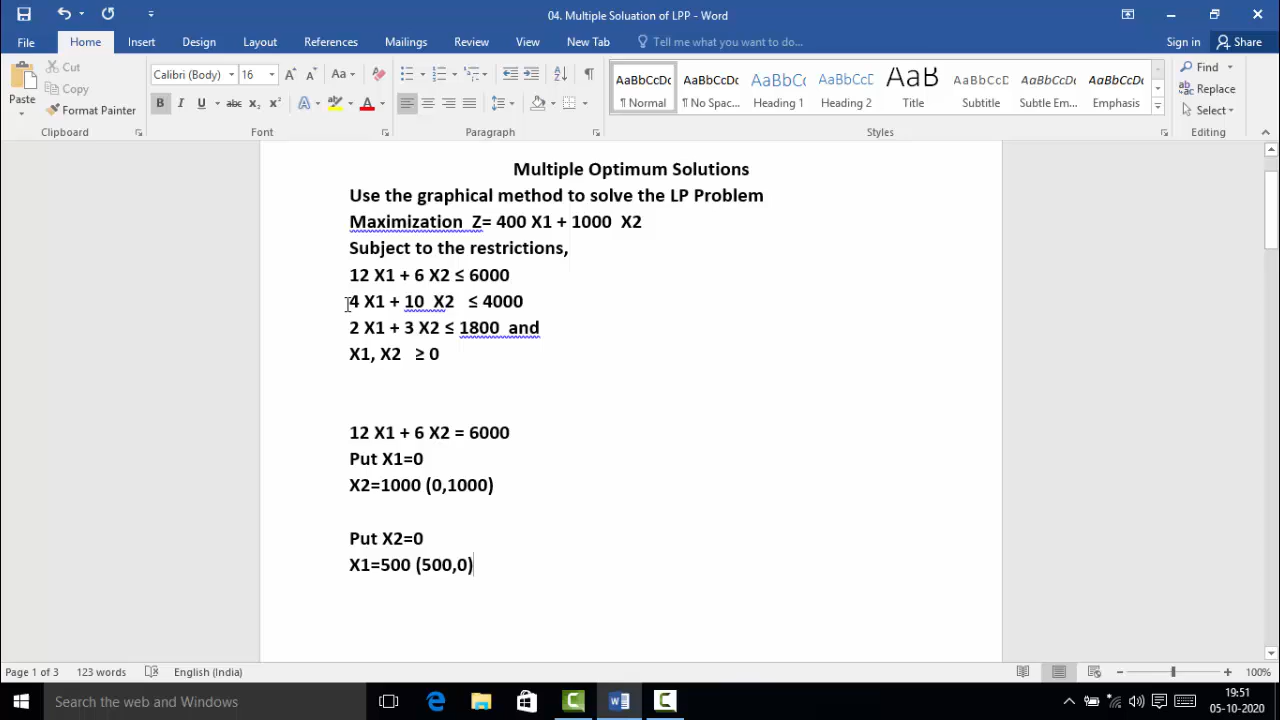 04. Multiple Soluation of LPP - Word
File Home Insert Design Layout References Mailings Review View New Tab Tell me what you want to do... Sign in Share
Paste
Cut
Copy
Format Painter
Clipboard
Calibri (Body) 16
Font
Paragraph
AaBbCcDc ¶ Normal
AaBbCcDc ¶ No Spac...
AaBbCc Heading 1
AaBbCcD Heading 2
AaB Title
AaBbCcD Subtitle
AaBbCcDc Subtle Em...
AaBbCcDc Emphasis
Styles
Find
Replace
Select
Editing
Multiple Optimum Solutions
Use the graphical method to solve the LP Problem
Maximization Z= 400 X1 + 1000 X2
Subject to the restrictions,
12 X1 + 6 X2 ≤ 6000
4 X1 + 10 X2 ≤ 4000
2 X1 + 3 X2 ≤ 1800 and
X1, X2 ≥ 0
12 X1 + 6 X2 = 6000
Put X1=0
X2=1000 (0,1000)
Put X2=0
X1=500 (500,0)
Page 1 of 3 123 words English (India) 100%
Search the web and Windows
19:51
05-10-2020